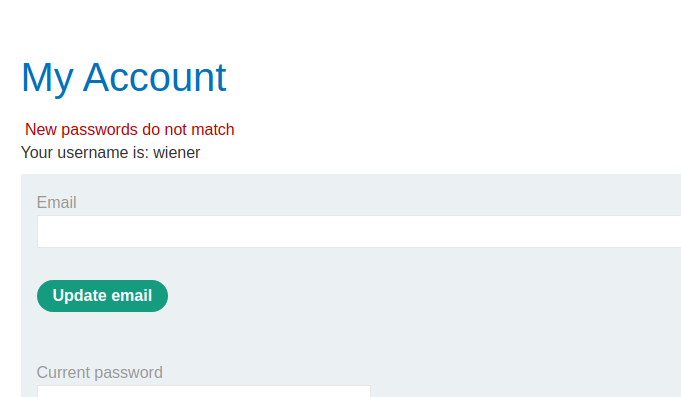 My Account
New passwords do not match
Your username is: wiener
Email
Update email
Current password